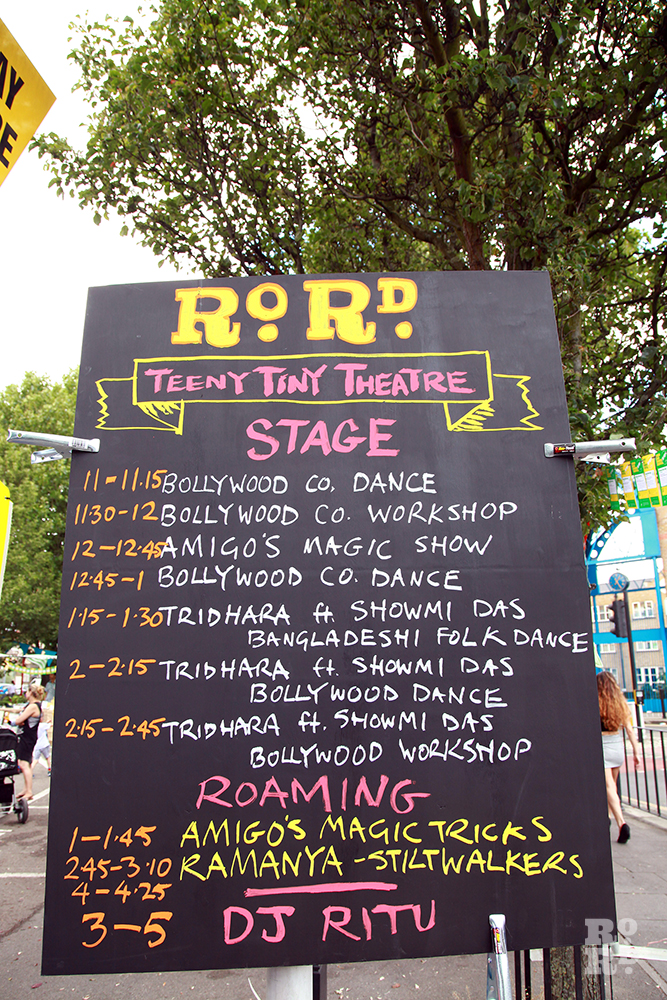 AY
RE
Ro. RD.
TEENY TINY THEATRE
STAGE
11-11.15 BOLLYWOOD CO. DANCE
11:30-12 BOLLYWOOD CO. WORKSHOP
12-12.45 AMIGO'S MAGIC SHOW
12.45-1 BOLLYWOOD CO. DANCE
1.15-1.30 TRIDHARA ft. SHOWMI DAS
BANGLADESHI FOLK DANCE
2-2.15 TRIDHARA ft. SHOWMI DAS
BOLLYWOOD DANCE
2.15-2.45 TRIDHARA ft. SHOWMI DAS
BOLLYWOOD WORKSHOP
ROAMING
1-1.45 AMIGO'S MAGIC TRICKS
2.45-3.10 RAMANYA-STILTWALKERS
4-4.25
3-5 DJ RITU
Ro. RD.